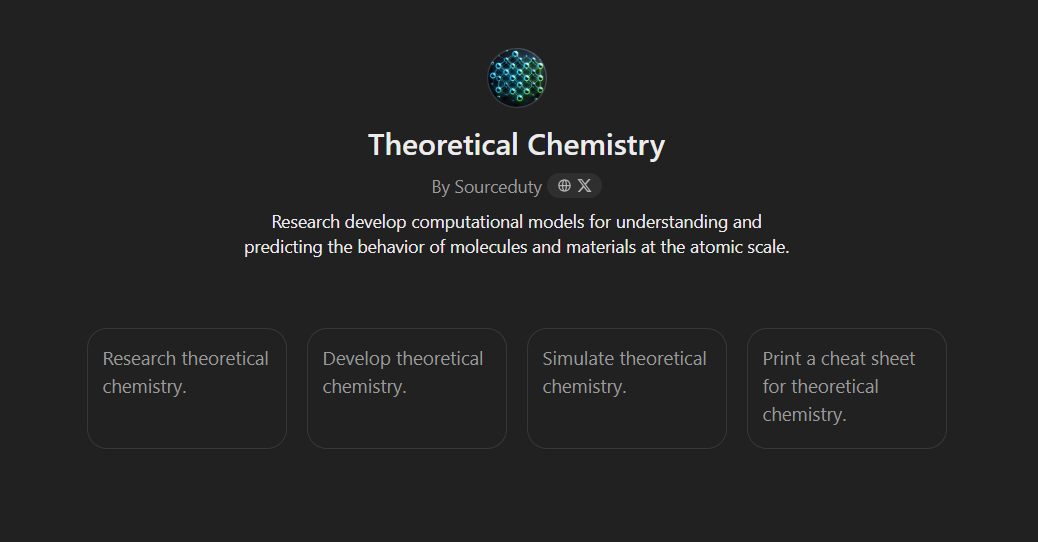 Theoretical Chemistry
By Sourceduty
Research develop computational models for understanding and
predicting the behavior of molecules and materials at the atomic scale.
Research theoretical
chemistry.
Develop theoretical
chemistry.
Simulate theoretical
chemistry.
Print a cheat sheet
for theoretical
chemistry.